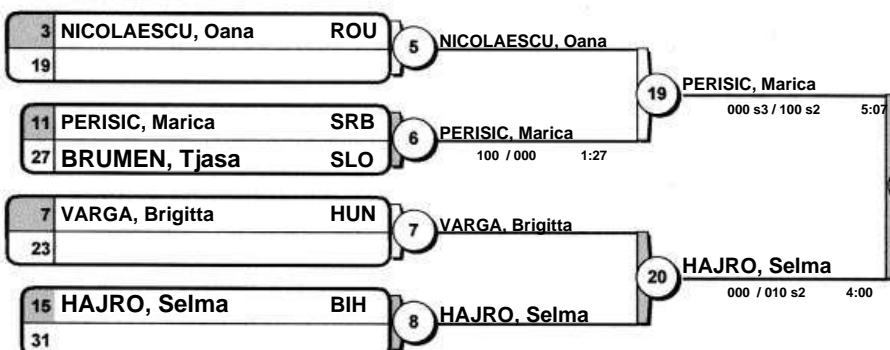 3 NICOLAESCU, Oana ROU
19
5
NICOLAESCU, Oana
11 PERISIC, Marica SRB
27 BRUMEN, Tjasa SLO
6
PERISIC, Marica
100 / 000 1:27
19
PERISIC, Marica
000 s3 / 100 s2 5:07
7 VARGA, Brigitta HUN
23
7
VARGA, Brigitta
15 HAJRO, Selma BIH
31
8
HAJRO, Selma
20
HAJRO, Selma
000 / 010 s2 4:00